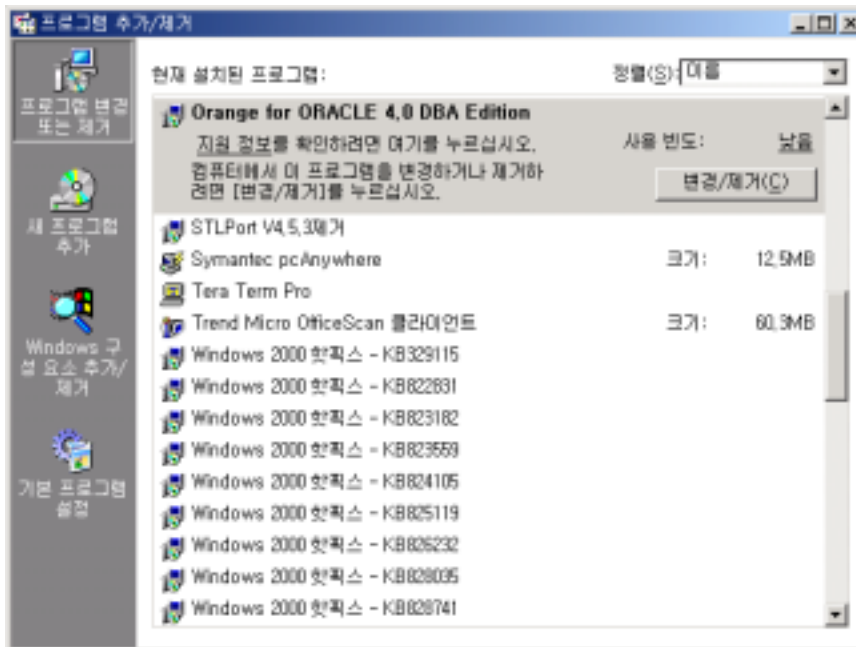 프로그램 추가/제거
프로그램 변경
또는 제거
새 프로그램
추가
Windows 구
성 요소 추가/
제거
기본 프로그램
설정
현재 설치된 프로그램:
정렬(S): 이름
Orange for ORACLE 4.0 DBA Edition
지원 정보를 확인하려면 여기를 누르십시오.
사용 빈도: 낮음
컴퓨터에서 이 프로그램을 변경하거나 제거하
려면 [변경/제거]를 누르십시오.
변경/제거(C)
STLPort V4.5.3제거
Symantec pcAnywhere 크기: 12.5MB
Tera Term Pro
Trend Micro OfficeScan 클라이언트 크기: 60.3MB
Windows 2000 핫픽스 - KB329115
Windows 2000 핫픽스 - KB822831
Windows 2000 핫픽스 - KB823182
Windows 2000 핫픽스 - KB823559
Windows 2000 핫픽스 - KB824105
Windows 2000 핫픽스 - KB825119
Windows 2000 핫픽스 - KB826232
Windows 2000 핫픽스 - KB828035
Windows 2000 핫픽스 - KB828741